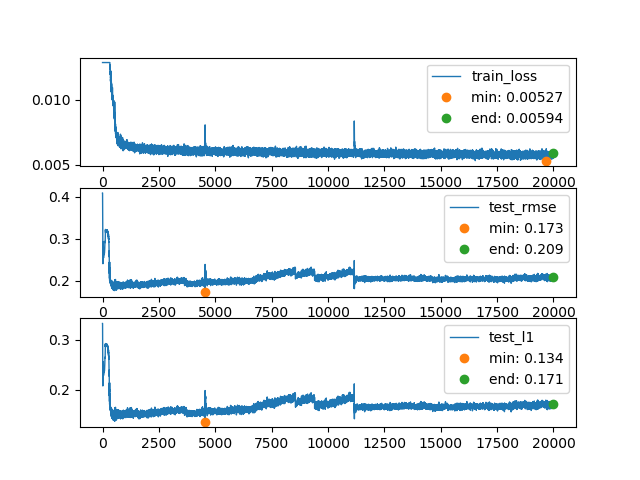 0.010
0.005
train_loss
min: 0.00527
end: 0.00594
0 2500 5000 7500 10000 12500 15000 17500 20000
0.4
0.3
0.2
test_rmse
min: 0.173
end: 0.209
0 2500 5000 7500 10000 12500 15000 17500 20000
0.3
0.2
test_l1
min: 0.134
end: 0.171
0 2500 5000 7500 10000 12500 15000 17500 20000